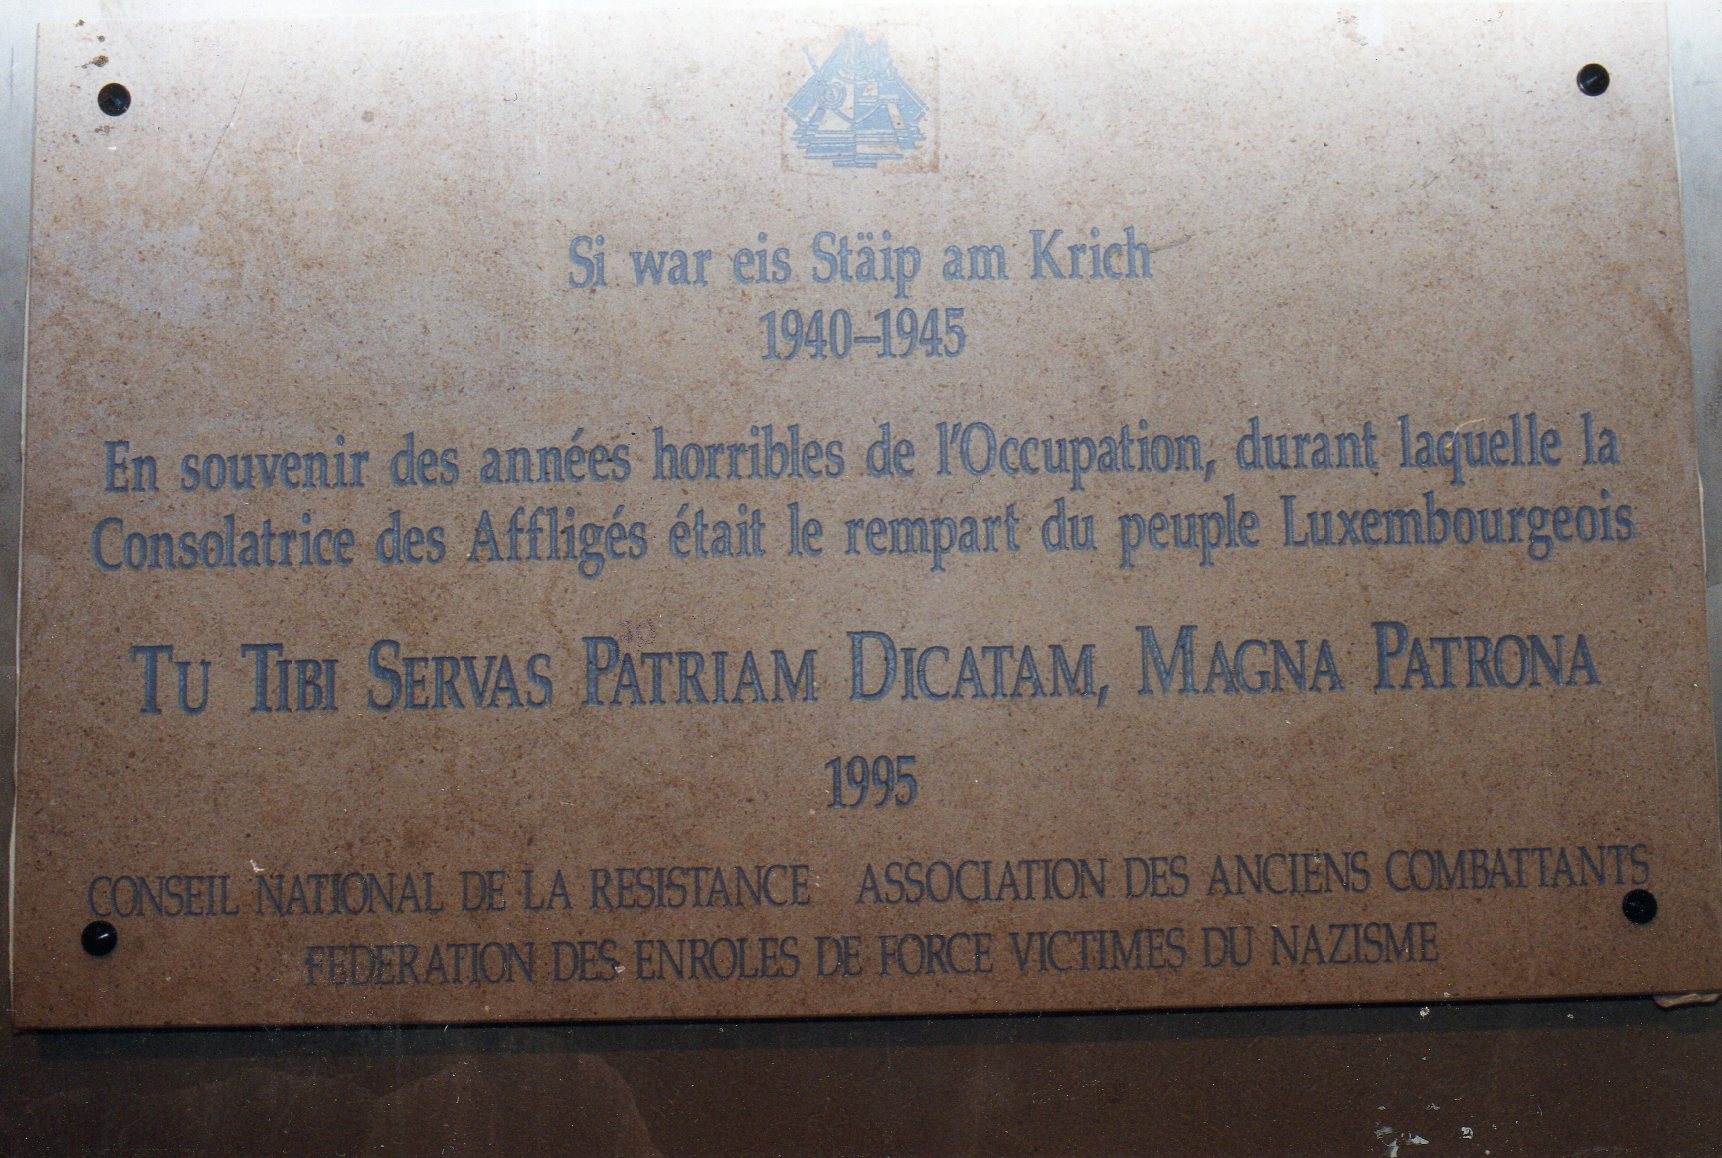 Si war eis Stäip am Krich
1940–1945
En souvenir des années horribles de l'Occupation, durant laquelle la
Consolatrice des Affligés était le rempart du peuple Luxembourgeois
TU TIBI SERVAS PATRIAM DICATAM, MAGNA PATRONA
1995
CONSEIL NATIONAL DE LA RESISTANCE ASSOCIATION DES ANCIENS COMBATTANTS
FEDERATION DES ENROLES DE FORCE VICTIMES DU NAZISME